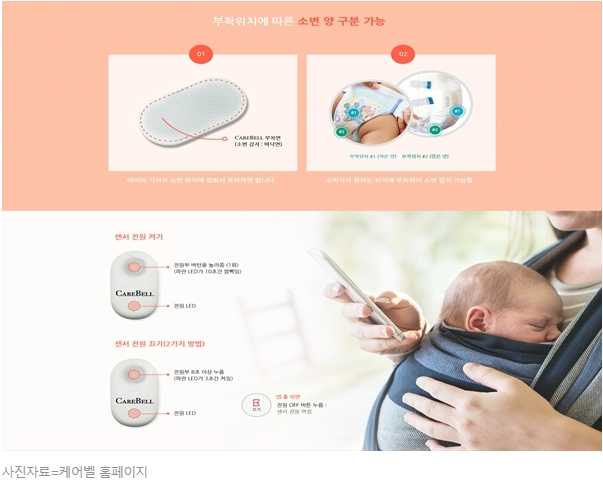 부착위치에 따른 소변 양 구분 가능
01
02
CAREBELL 부착면
(소변 감지 : 바닥면)
#1
#2
#1
#2
부착위치 #1 (적은 양) 부착위치 #2 (많은 양)
아이의 기저귀 소변 위치에 맞춰서 부착하면 됩니다
소비자가 원하는 위치에 부착하여 소변 감지 가능함
센서 전원 켜기
전원부 버튼을 눌러줌 (1회)
(파란 LED가 10초간 깜빡임)
CAREBELL
전원 LED
센서 전원 끄기(2가지 방법)
전원부 8초 이상 누름
(파란 LED가 3초간 켜짐)
CAREBELL
전원 LED
끄기
앱 홈 화면
전원 OFF 버튼 누름 :
센서 전원 꺼짐
사진자료=케어벨 홈페이지